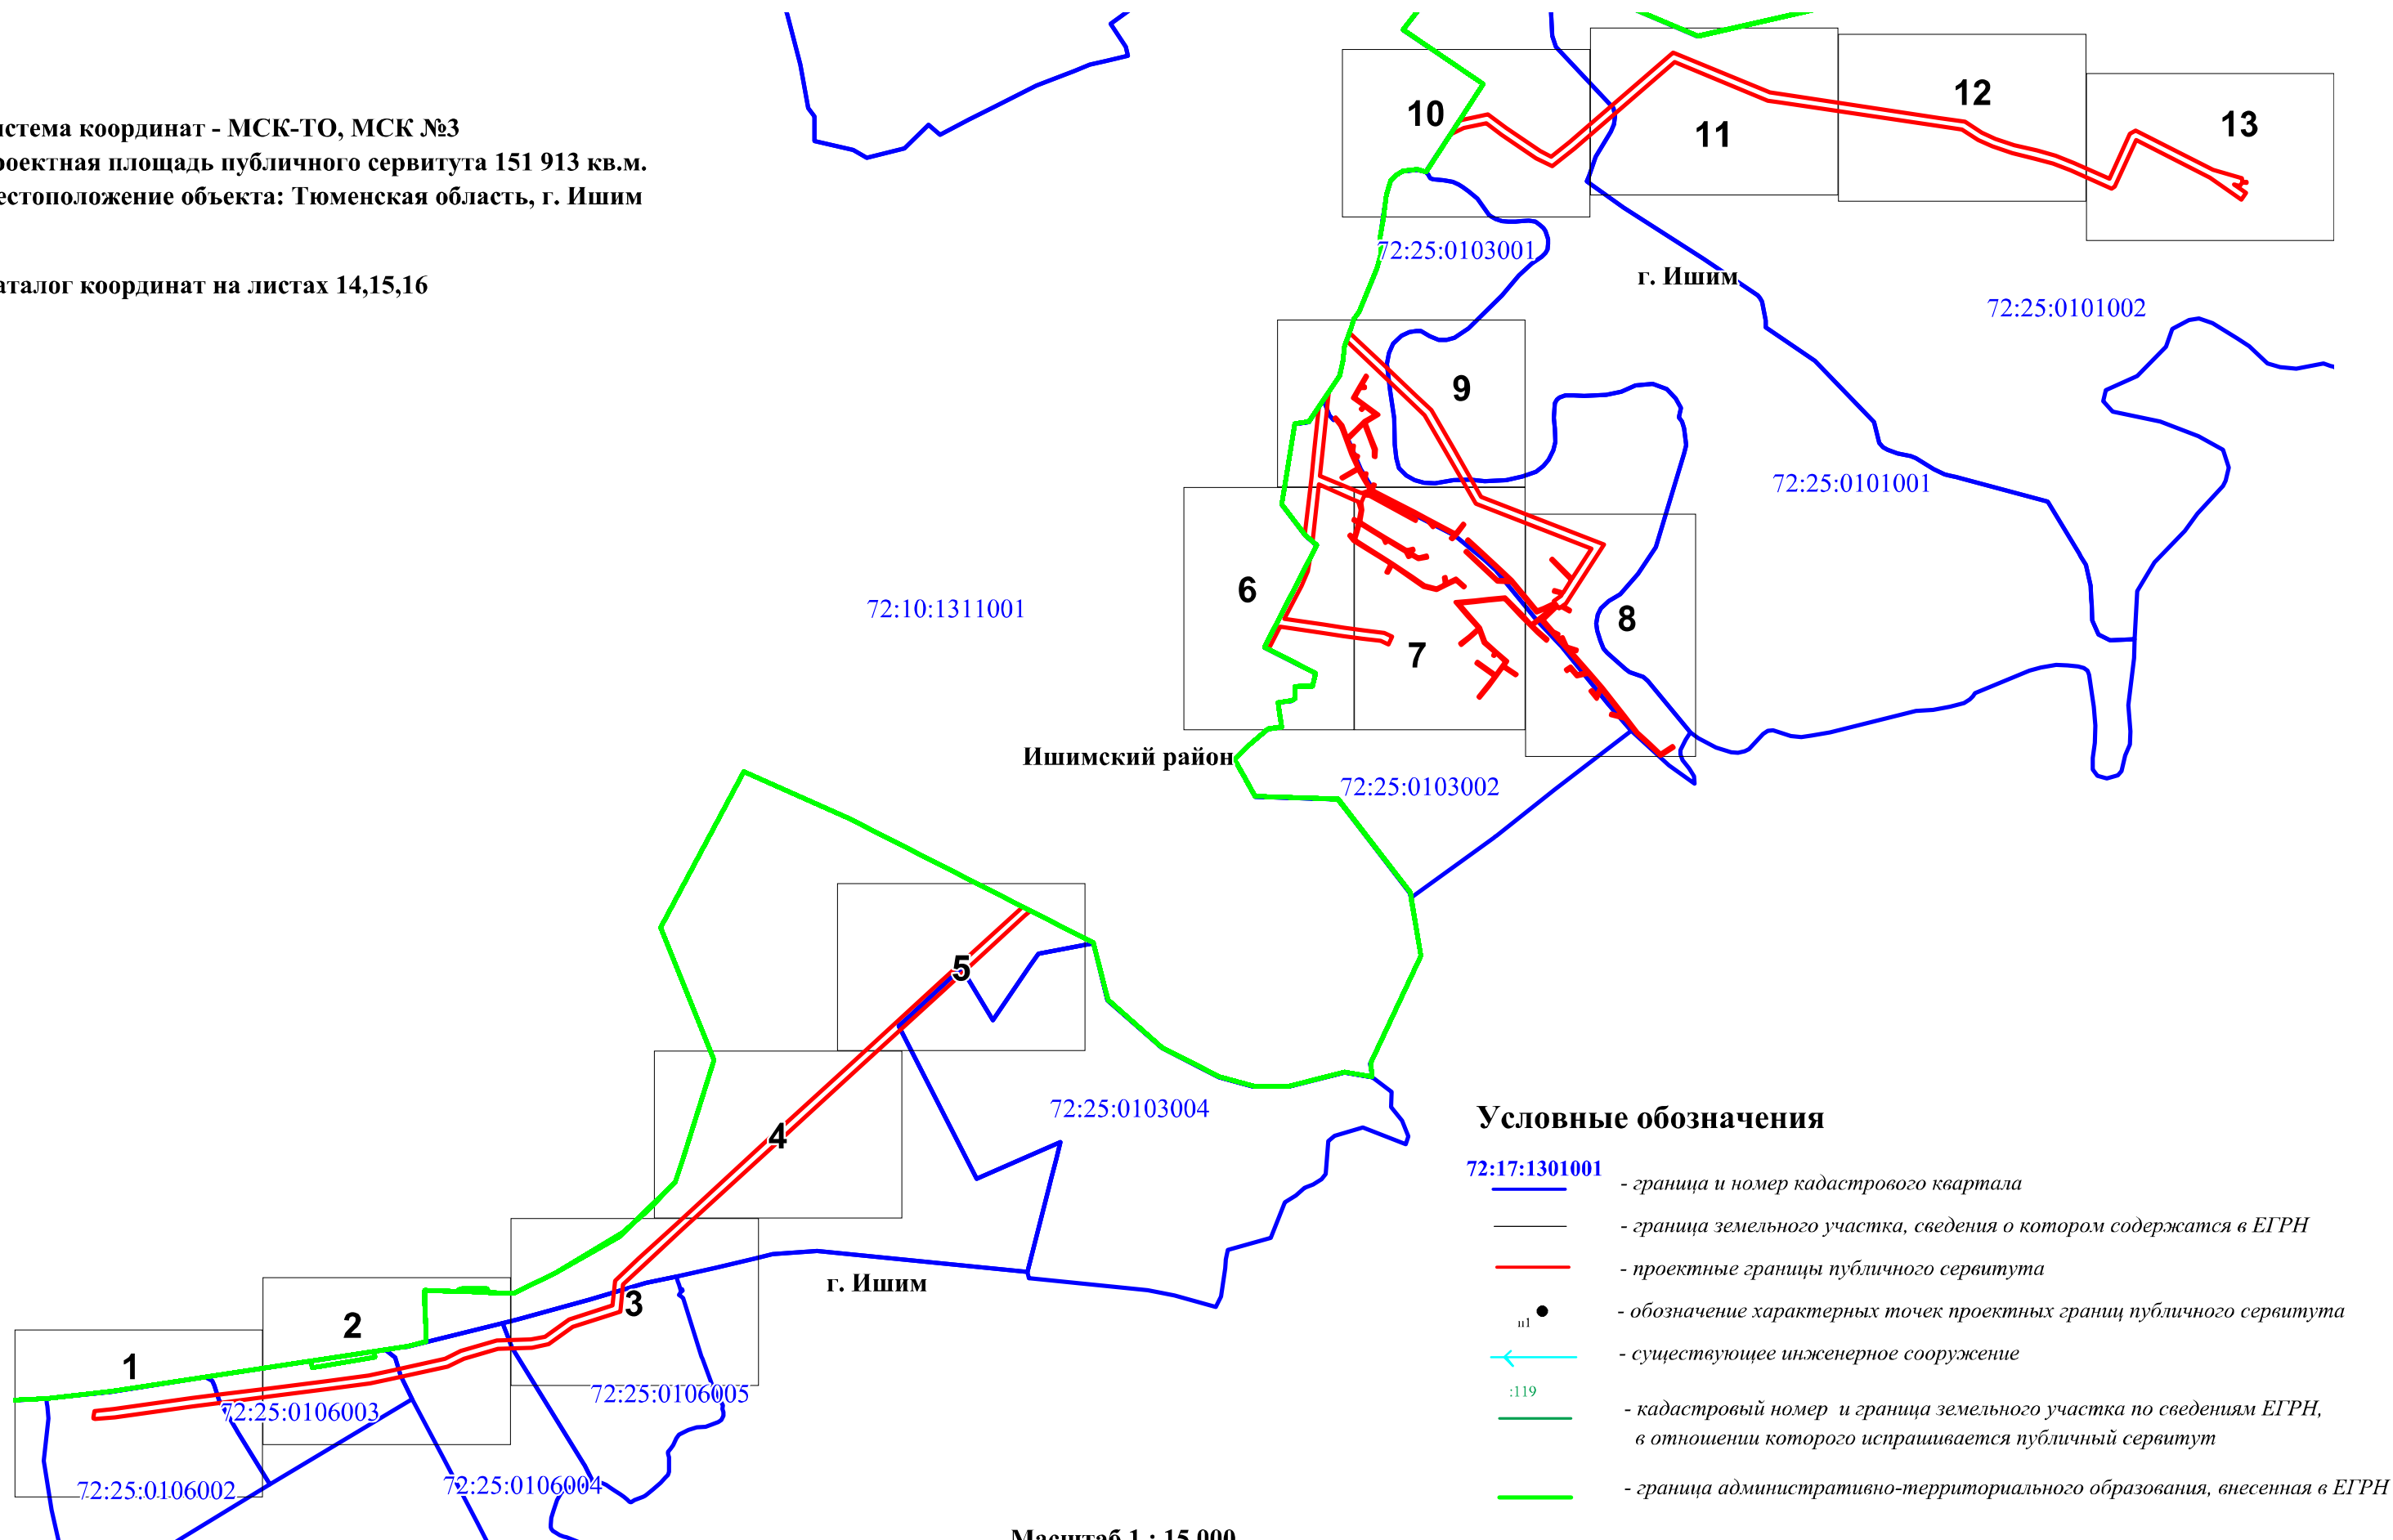 истема координат - МСК-ТО, МСК №3
роектная площадь публичного сервитута 151 913 кв.м.
естоположение объекта: Тюменская область, г. Ишим
аталог координат на листах 14,15,16
10
11
12
13
72:25:0103001
г. Ишим
72:25:0101002
9
72:25:0101001
6
72:10:1311001
8
7
Ишимский район
72:25:0103002
5
4
72:25:0103004
г. Ишим
3
2
1
72:25:0106005
72:25:0106003
72:25:0106004
72:25:0106002
Условные обозначения
72:17:1301001
- граница и номер кадастрового квартала
- граница земельного участка, сведения о котором содержатся в ЕГРН
- проектные границы публичного сервитута
п1
- обозначение характерных точек проектных границ публичного сервитута
- существующее инженерное сооружение
:119
- кадастровый номер и граница земельного участка по сведениям ЕГРН,
в отношении которого испрашивается публичный сервитут
- граница административно-территориального образования, внесенная в ЕГРН
Масштаб 1 : 15 000